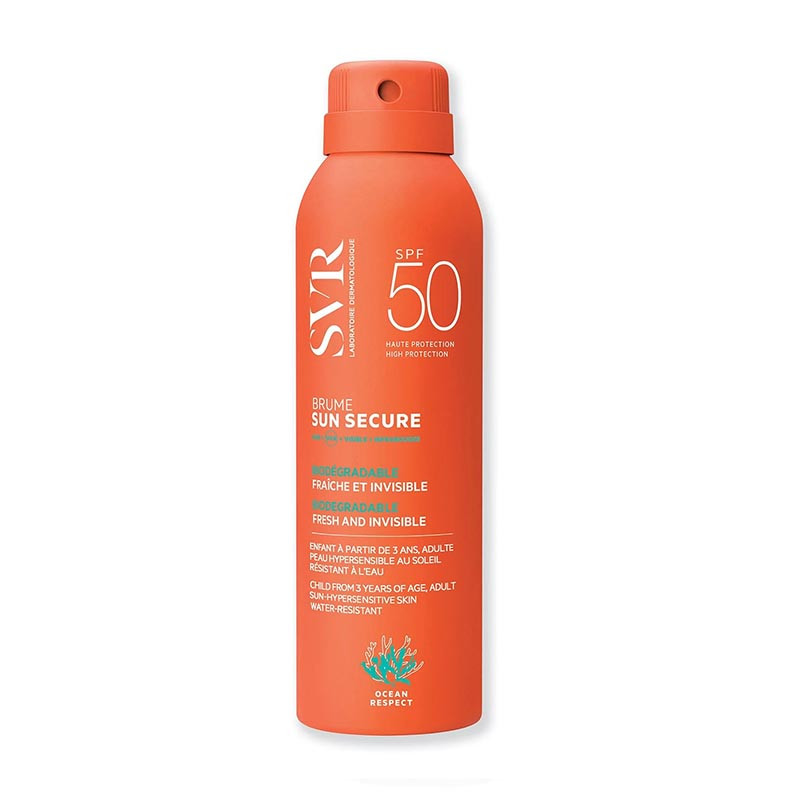 SVR
LABORATOIRE DERMATOLOGIQUE
SPF
50
HAUTE PROTECTION
HIGH PROTECTION
BRUME
SUN SECURE
BIODÉGRADABLE
FRAÎCHE ET INVISIBLE
BIODEGRADABLE
FRESH AND INVISIBLE
ENFANT À PARTIR DE 3 ANS, ADULTE
PEAU HYPERSENSIBLE AU SOLEIL
RÉSISTANT À L'EAU
CHILD FROM 3 YEARS OF AGE, ADULT
SUN-HYPERSENSITIVE SKIN
WATER-RESISTANT
OCEAN
RESPECT